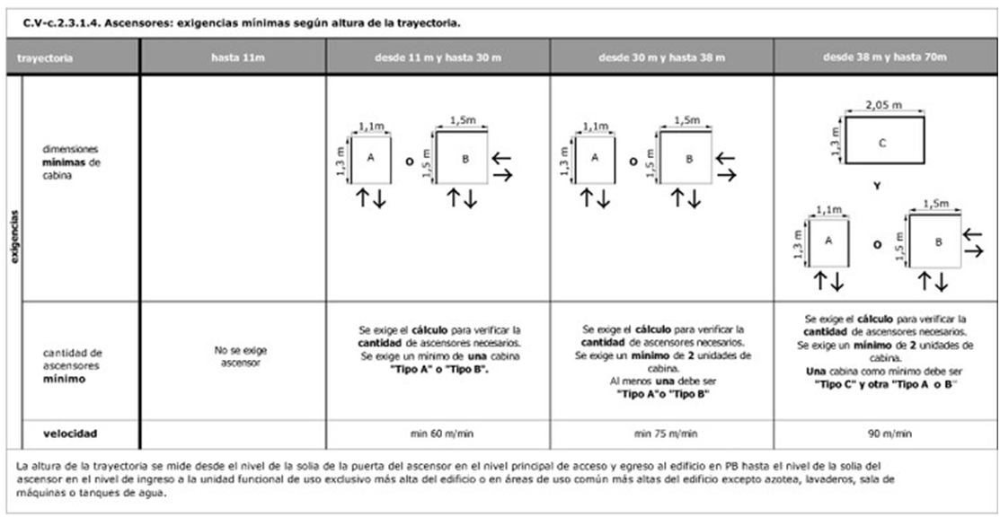 C.V-c.2.3.1.4. Ascensores: exigencias mínimas según altura de la trayectoria.
trayectoria
hasta 11m
desde 11 m y hasta 30 m
desde 30 m y hasta 38 m
desde 38 m y hasta 70m
exigencias
dimensiones
mínimas de
cabina
1,1m
1,3 m
A
o
1,5m
1,5 m
B
1,1m
1,3 m
A
o
1,5m
1,5 m
B
2,05 m
1,3 m
C
Y
1,1m
1,3 m
A
o
1,5m
1,5 m
B
cantidad de
ascensores
mínimo
No se exige
ascensor
Se exige el cálculo para verificar la
cantidad de ascensores necesarios.
Se exige un mínimo de una cabina
"Tipo A" o "Tipo B".
Se exige el cálculo para verificar la
cantidad de ascensores necesarios.
Se exige un mínimo de 2 unidades de
cabina.
Al menos una debe ser
"Tipo A"o "Tipo B"
Se exige el cálculo para verificar la
cantidad de ascensores necesarios.
Se exige un mínimo de 2 unidades de
cabina.
Una cabina como mínimo debe ser
"Tipo C" y otra "Tipo A o B"
velocidad
min 60 m/min
min 75 m/min
90 m/min
La altura de la trayectoria se mide desde el nivel de la solia de la puerta del ascensor en el nivel principal de acceso y egreso al edificio en PB hasta el nivel de la solia del
ascensor en el nivel de ingreso a la unidad funcional de uso exclusivo más alta del edificio o en áreas de uso común más altas del edificio excepto azotea, lavaderos, sala de
máquinas o tanques de agua.